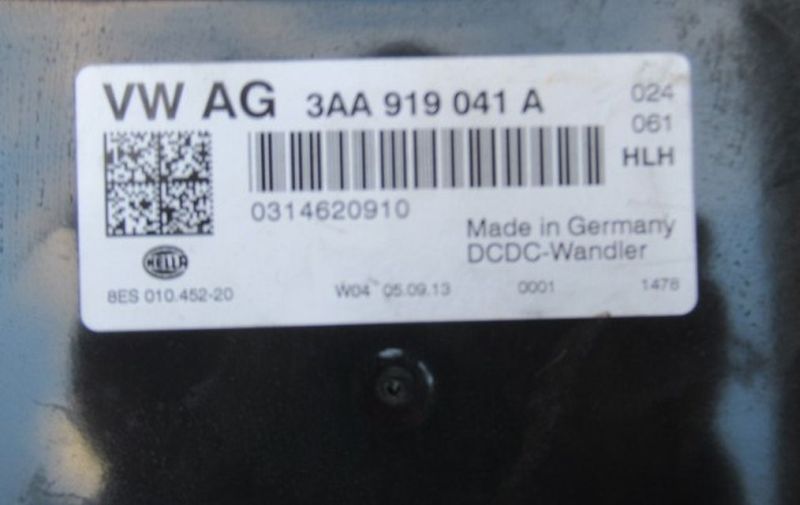 VW AG 3AA 919 041 A 024
061
HLH
0314620910
Made in Germany
DCDC-Wandler
HELLA
8ES 010.452-20 W04 05.09.13 0001 1478